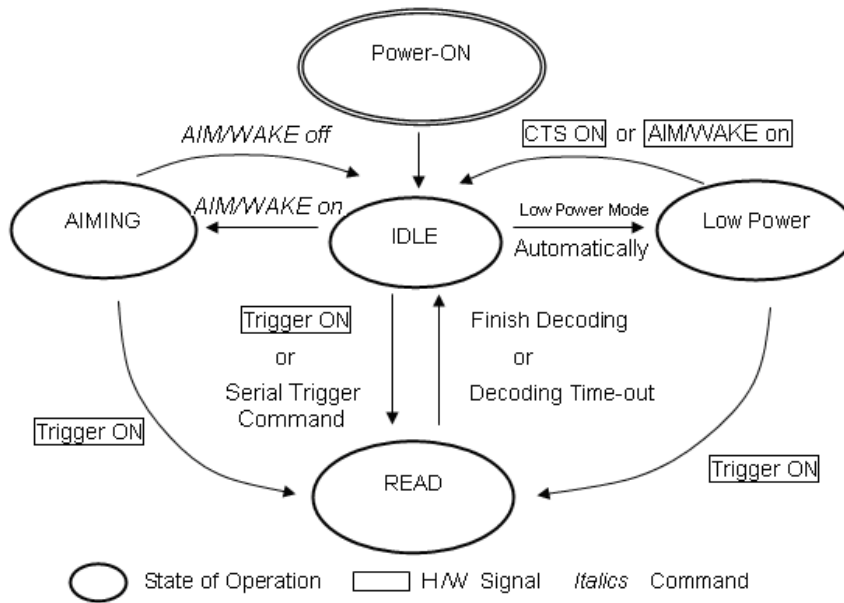 Power-ON
AIM/WAKE off
CTS ON or AIM/WAKE on
AIMING
AIM/WAKE on
IDLE
Low Power Mode
Automatically
Low Power
Trigger ON
or
Serial Trigger
Command
Finish Decoding
or
Decoding Time-out
Trigger ON
Trigger ON
READ
State of Operation H/W Signal Italics Command